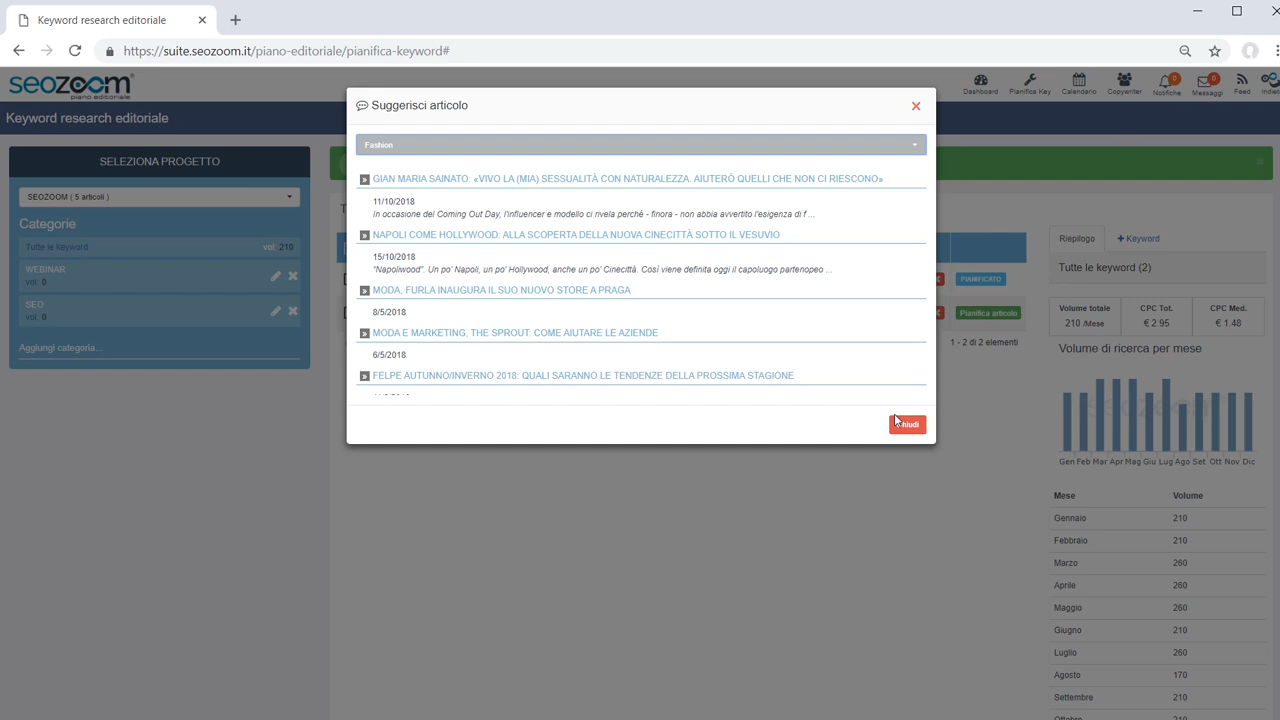 Keyword research editoriale
https://suite.seozoom.it/piano-editoriale/pianifica-keyword#
seozoom
piano editoriale
Dashboard
Pianifica Key
Calendario
Copywriter
0
Notifiche
0
Messaggi
Feed
Keyword research editoriale
SELEZIONA PROGETTO
SEOZOOM ( 5 articoli )
Categorie
Tutte le keyword
vol: 210
WEBINAR
vol: 0
SEO
vol: 0
Aggiungi categoria...
Suggerisci articolo
Fashion
GIAN MARIA SAINATO: «VIVO LA (MIA) SESSUALITÀ CON NATURALEZZA. AIUTERÒ QUELLI CHE NON CI RIESCONO»
11/10/2018
In occasione del Coming Out Day, l'influencer e modello ci rivela perché - finora - non abbia avvertito l'esigenza di f ...
NAPOLI COME HOLLYWOOD: ALLA SCOPERTA DELLA NUOVA CINECITTÀ SOTTO IL VESUVIO
15/10/2018
"Napoliwood". Un po' Napoli, un po' Hollywood, anche un po' Cinecittà. Così viene definita oggi il capoluogo partenopeo ...
MODA, FURLA INAUGURA IL SUO NUOVO STORE A PRAGA
8/5/2018
MODA E MARKETING, THE SPROUT: COME AIUTARE LE AZIENDE
6/5/2018
FELPE AUTUNNO/INVERNO 2018: QUALI SARANNO LE TENDENZE DELLA PROSSIMA STAGIONE
PIANIFICATO
Pianifica articolo
1 - 2 di 2 elementi
Riepilogo
+Keyword
Tutte le keyword (2)
Volume totale
210 /Mese
CPC Tot.
€ 2.95
CPC Med.
€ 1.48
Volume di ricerca per mese
seozoom
Gen Feb Mar Apr Mag Giu Lug Ago Set Ott Nov Dic
Mese Volume
Gennaio 210
Febbraio 210
Marzo 260
Aprile 260
Maggio 260
Giugno 210
Luglio 260
Agosto 170
Settembre 210